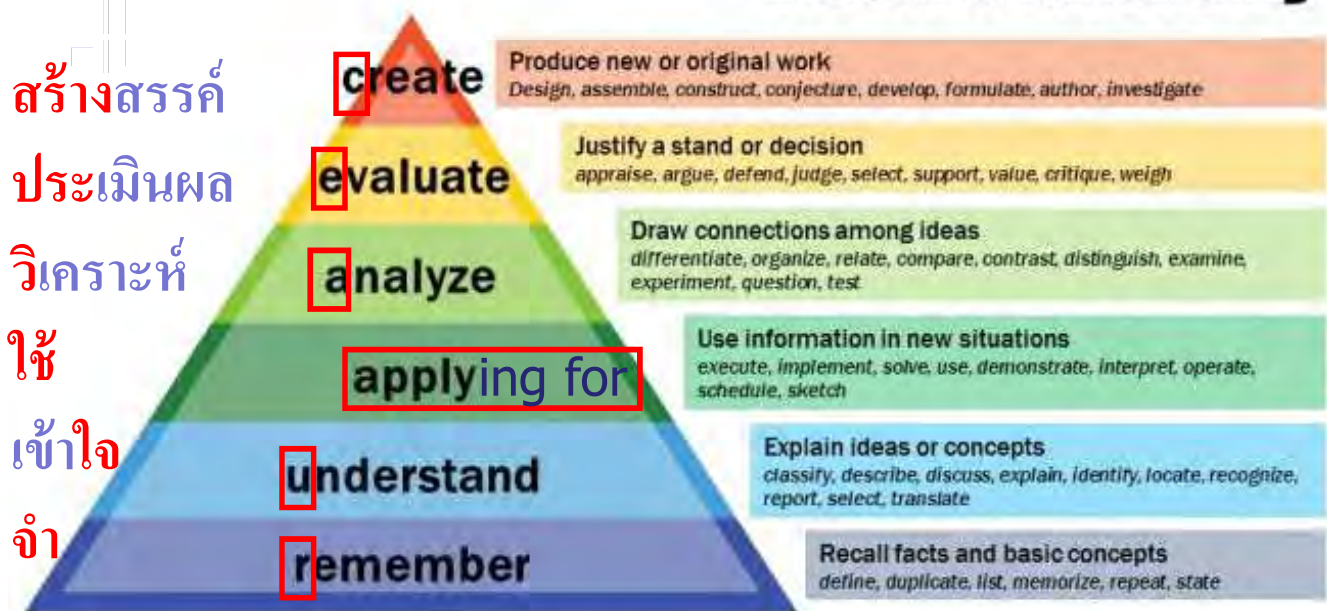 สร้างสรรค์
create
Produce new or original work
Design, assemble, construct, conjecture, develop, formulate, author, investigate
ประเมินผล
evaluate
Justify a stand or decision
appraise, argue, defend, judge, select, support, value, critique, weigh
วิเคราะห์
analyze
Draw connections among ideas
differentiate, organize, relate, compare, contrast, distinguish, examine,
experiment, question, test
ใช้
applying for
Use information in new situations
execute, implement, solve, use, demonstrate, interpret, operate,
schedule, sketch
เข้าใจ
understand
Explain ideas or concepts
classify, describe, discuss, explain, identify, locate, recognize,
report, select, translate
จำ
remember
Recall facts and basic concepts
define, duplicate, list, memorize, repeat, state